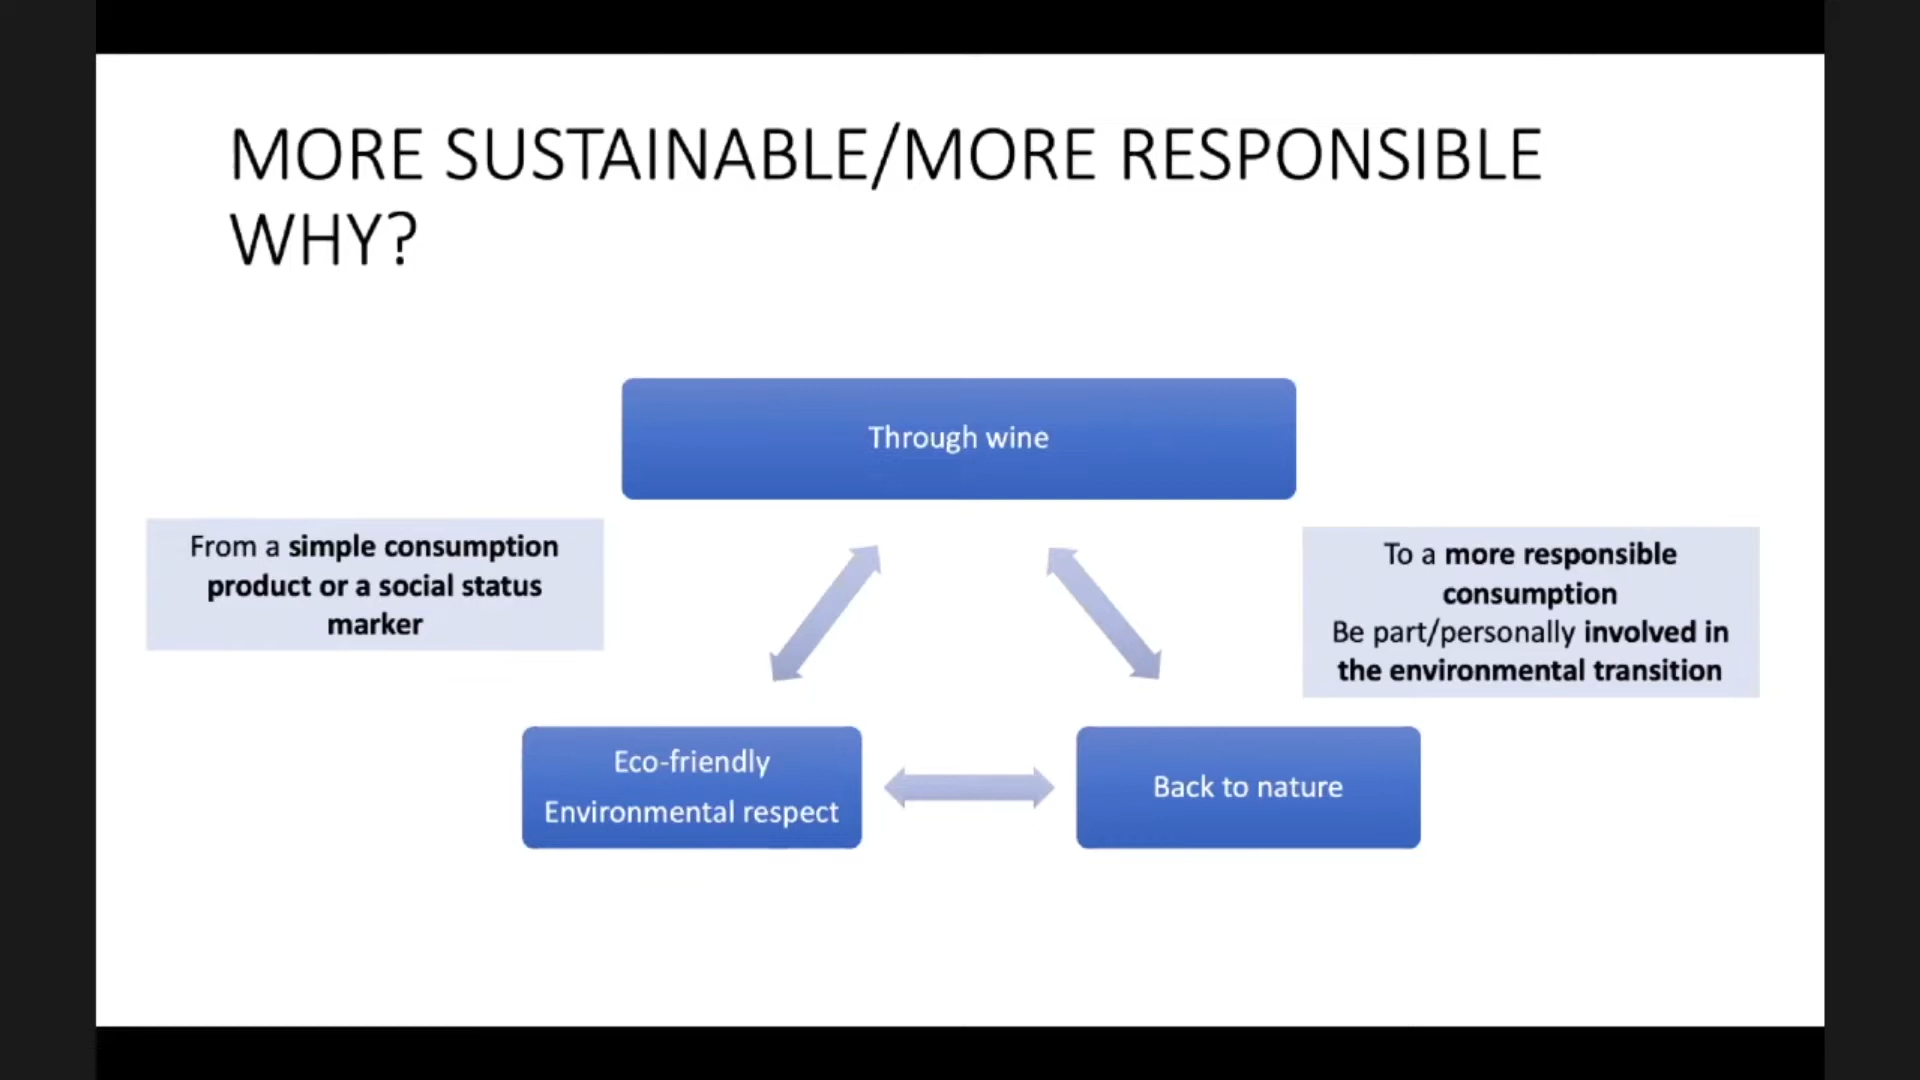 MORE SUSTAINABLE/MORE RESPONSIBLE
WHY?
Through wine
From a simple consumption
product or a social status
marker
To a more responsible
consumption
Be part/personally involved in
the environmental transition
Eco-friendly
Environmental respect
Back to nature